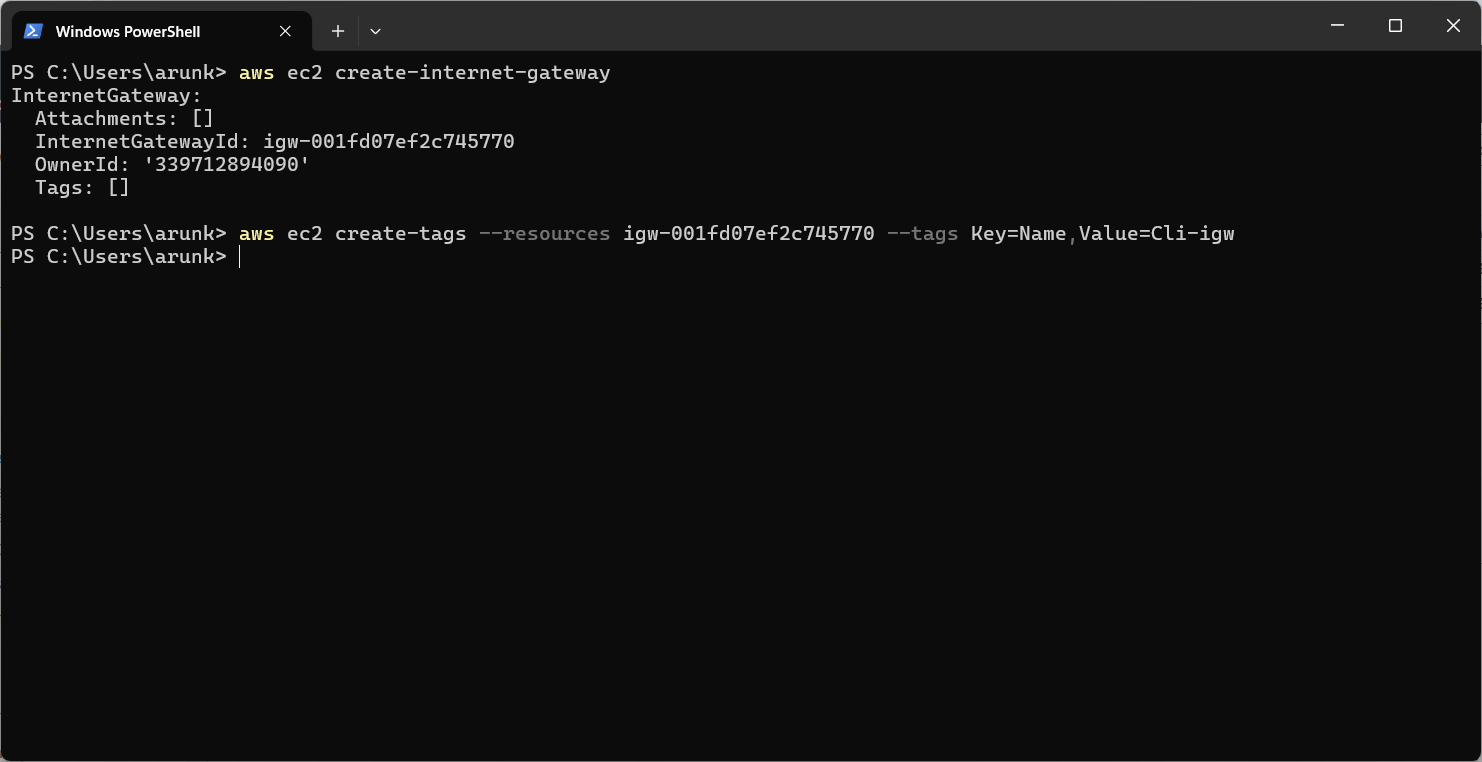 Windows PowerShell
PS C:\Users\arunk> aws ec2 create-internet-gateway
InternetGateway:
  Attachments: []
  InternetGatewayId: igw-001fd07ef2c745770
  OwnerId: '339712894090'
  Tags: []
PS C:\Users\arunk> aws ec2 create-tags --resources igw-001fd07ef2c745770 --tags Key=Name,Value=Cli-igw
PS C:\Users\arunk>